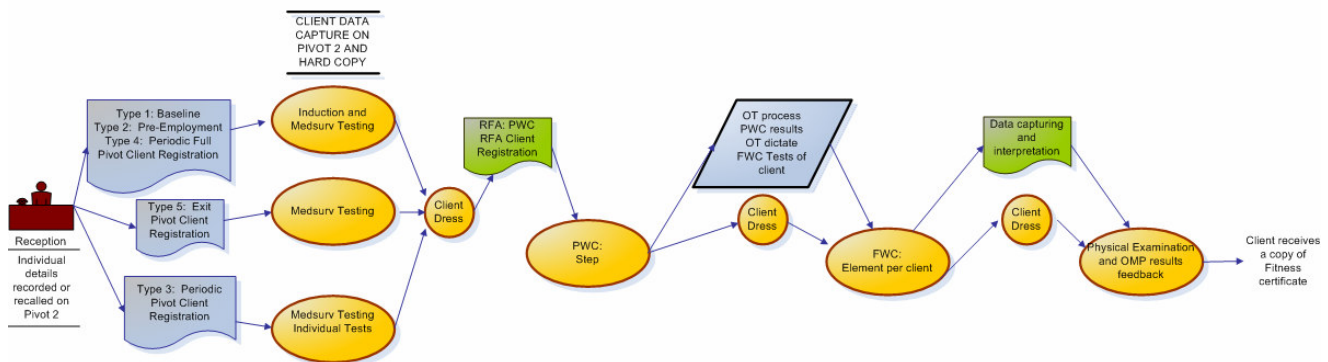 CLIENT DATA
CAPTURE ON
PIVOT 2 AND
HARD COPY
Type 1: Baseline
Type 2: Pre-Employment
Type 4: Periodic Full
Pivot Client Registration
Induction and
Medsurv Testing
Reception
Individual
details
recorded or
recalled on
Pivot 2
Type 5: Exit
Pivot Client
Registration
Medsurv Testing
Type 3: Periodic
Pivot Client
Registration
Medsurv Testing
Individual Tests
Client
Dress
RFA: PWC
RFA Client
Registration
PWC:
Step
OT process
PWC results
OT dictate
FWC Tests of
client
Client
Dress
FWC:
Element per client
Data capturing
and
interpretation
Client
Dress
Physical Examination
and OMP results
feedback
Client receives
a copy of
Fitness
certificate